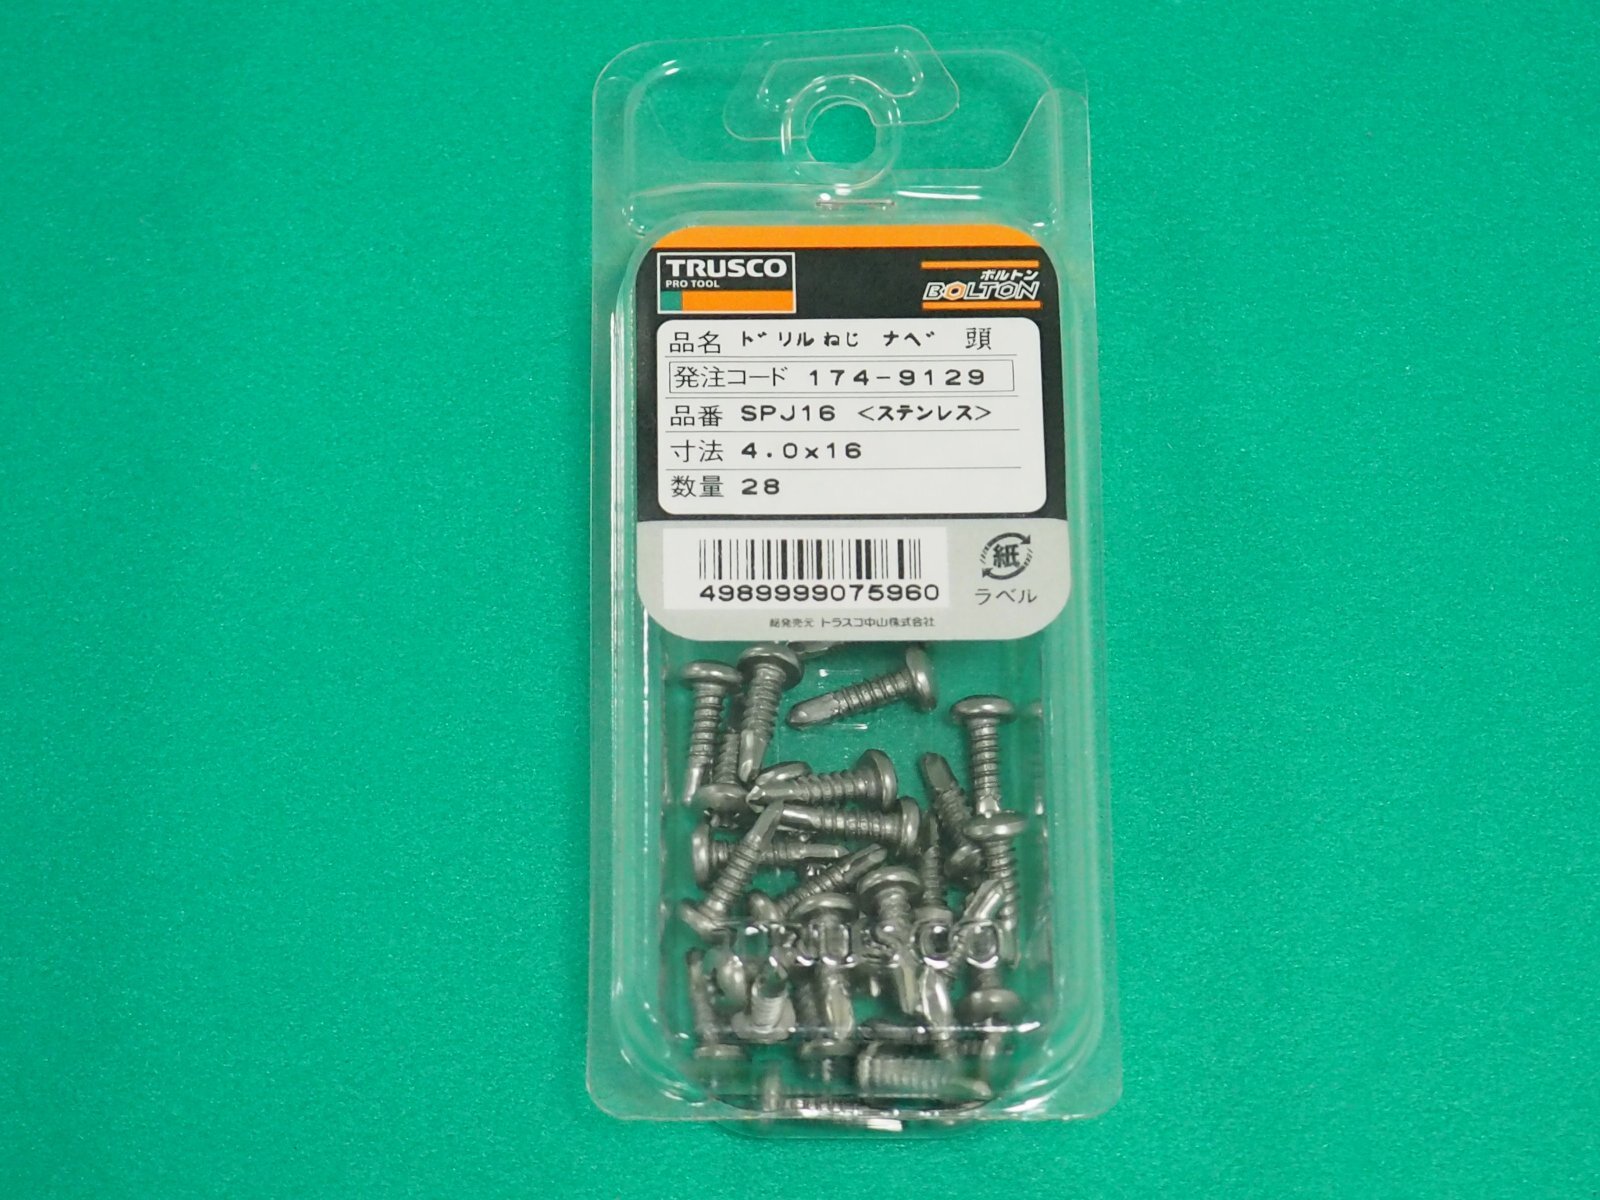 TRUSCO
PRO TOOL
ボルトン
BOLTON
品名 ドリルねじ ナベ 頭
発注コード 174-9129
品番 SPJ16 <ステンレス>
寸法 4.0x16
数量 28
4989999075960
紙
ラベル
総発売元 トラスコ中山株式会社
TRUSCO